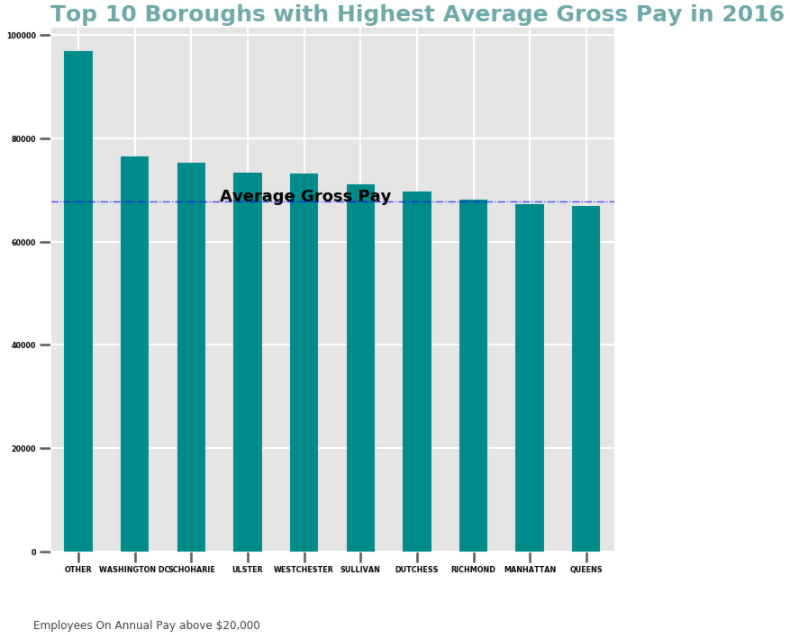 Top 10 Boroughs with Highest Average Gross Pay in 2016
100000
80000
Average Gross Pay
60000
40000
20000
0
OTHER WASHINGTON DC SCHOHARIE ULSTER WESTCHESTER SULLIVAN DUTCHESS RICHMOND MANHATTAN QUEENS
Employees On Annual Pay above $20,000